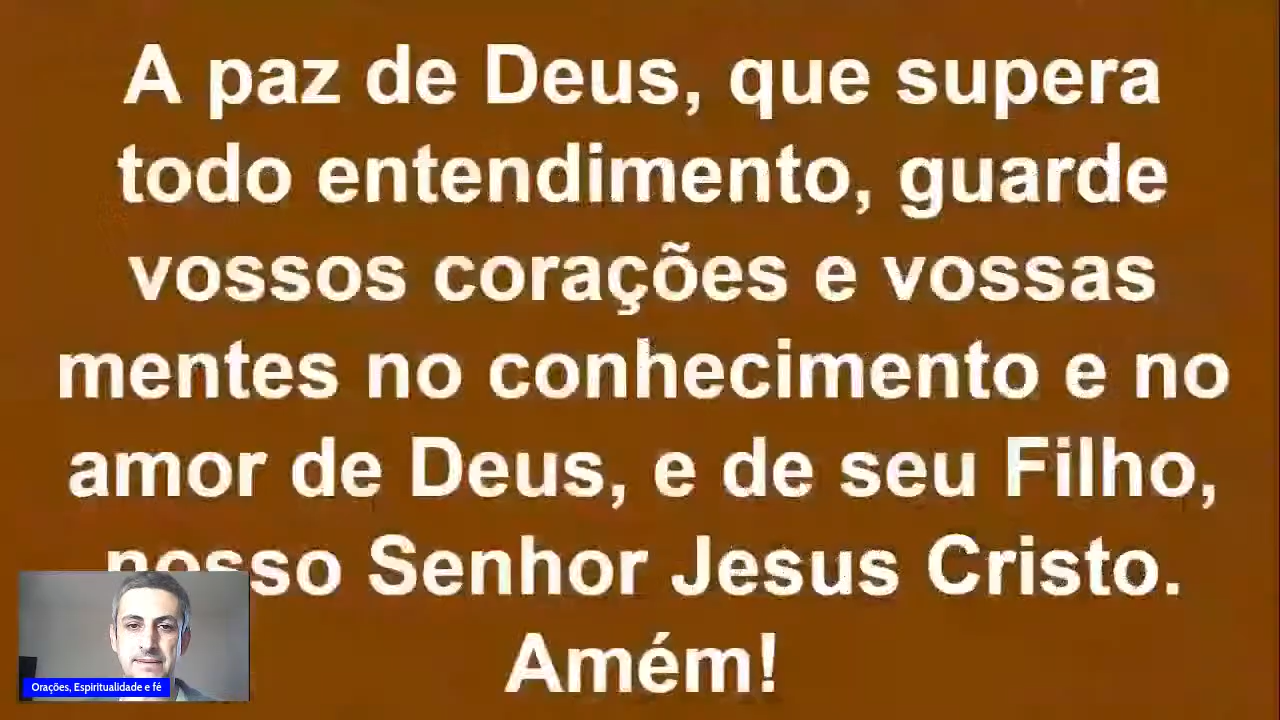 A paz de Deus, que supera
todo entendimento, guarde
vossos corações e vossas
mentes no conhecimento e no
amor de Deus, e de seu Filho,
nosso Senhor Jesus Cristo.
Amém!
Orações, Espiritualidade e fé